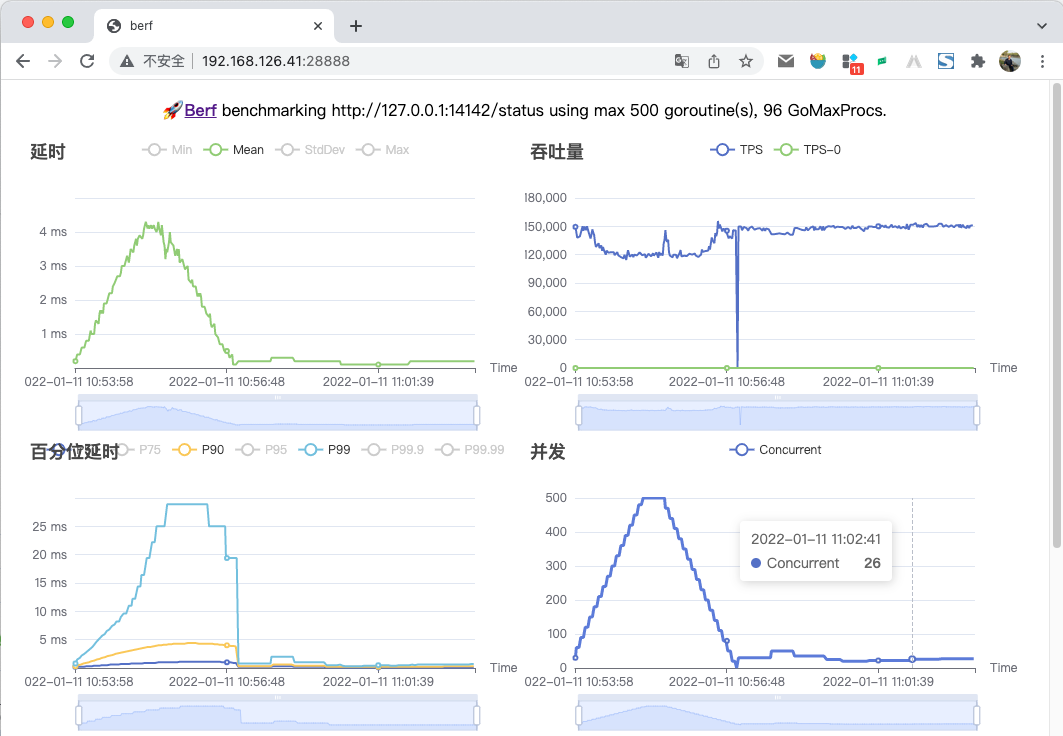 berf
不安全 192.168.126.41:28888
11
🚀Berf benchmarking http://127.0.0.1:14142/status using max 500 goroutine(s), 96 GoMaxProcs.
延时
Min Mean StdDev Max
4 ms
3 ms
2 ms
1 ms
Time
022-01-11 10:53:58 2022-01-11 10:56:48 2022-01-11 11:01:39
吞吐量
TPS TPS-0
180,000
150,000
120,000
90,000
60,000
30,000
0
Time
022-01-11 10:53:58 2022-01-11 10:56:48 2022-01-11 11:01:39
百分位延时
P75 P90 P95 P99 P99.9 P99.99
25 ms
20 ms
15 ms
10 ms
5 ms
Time
022-01-11 10:53:58 2022-01-11 10:56:48 2022-01-11 11:01:39
并发
Concurrent
500
400
300
200
100
0
2022-01-11 11:02:41
Concurrent 26
Time
022-01-11 10:53:58 2022-01-11 10:56:48 2022-01-11 11:01:39